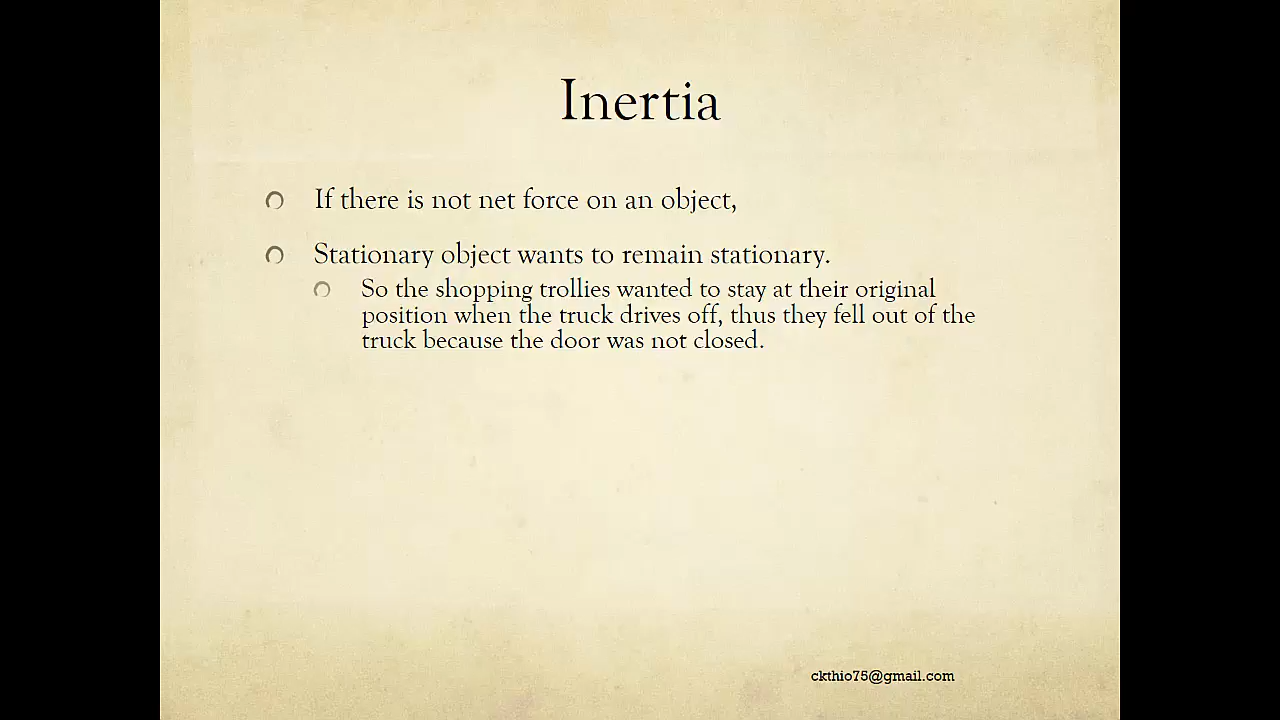 Inertia
If there is not net force on an object,
Stationary object wants to remain stationary.
So the shopping trollies wanted to stay at their original
position when the truck drives off, thus they fell out of the
truck because the door was not closed.
ckthio75@gmail.com